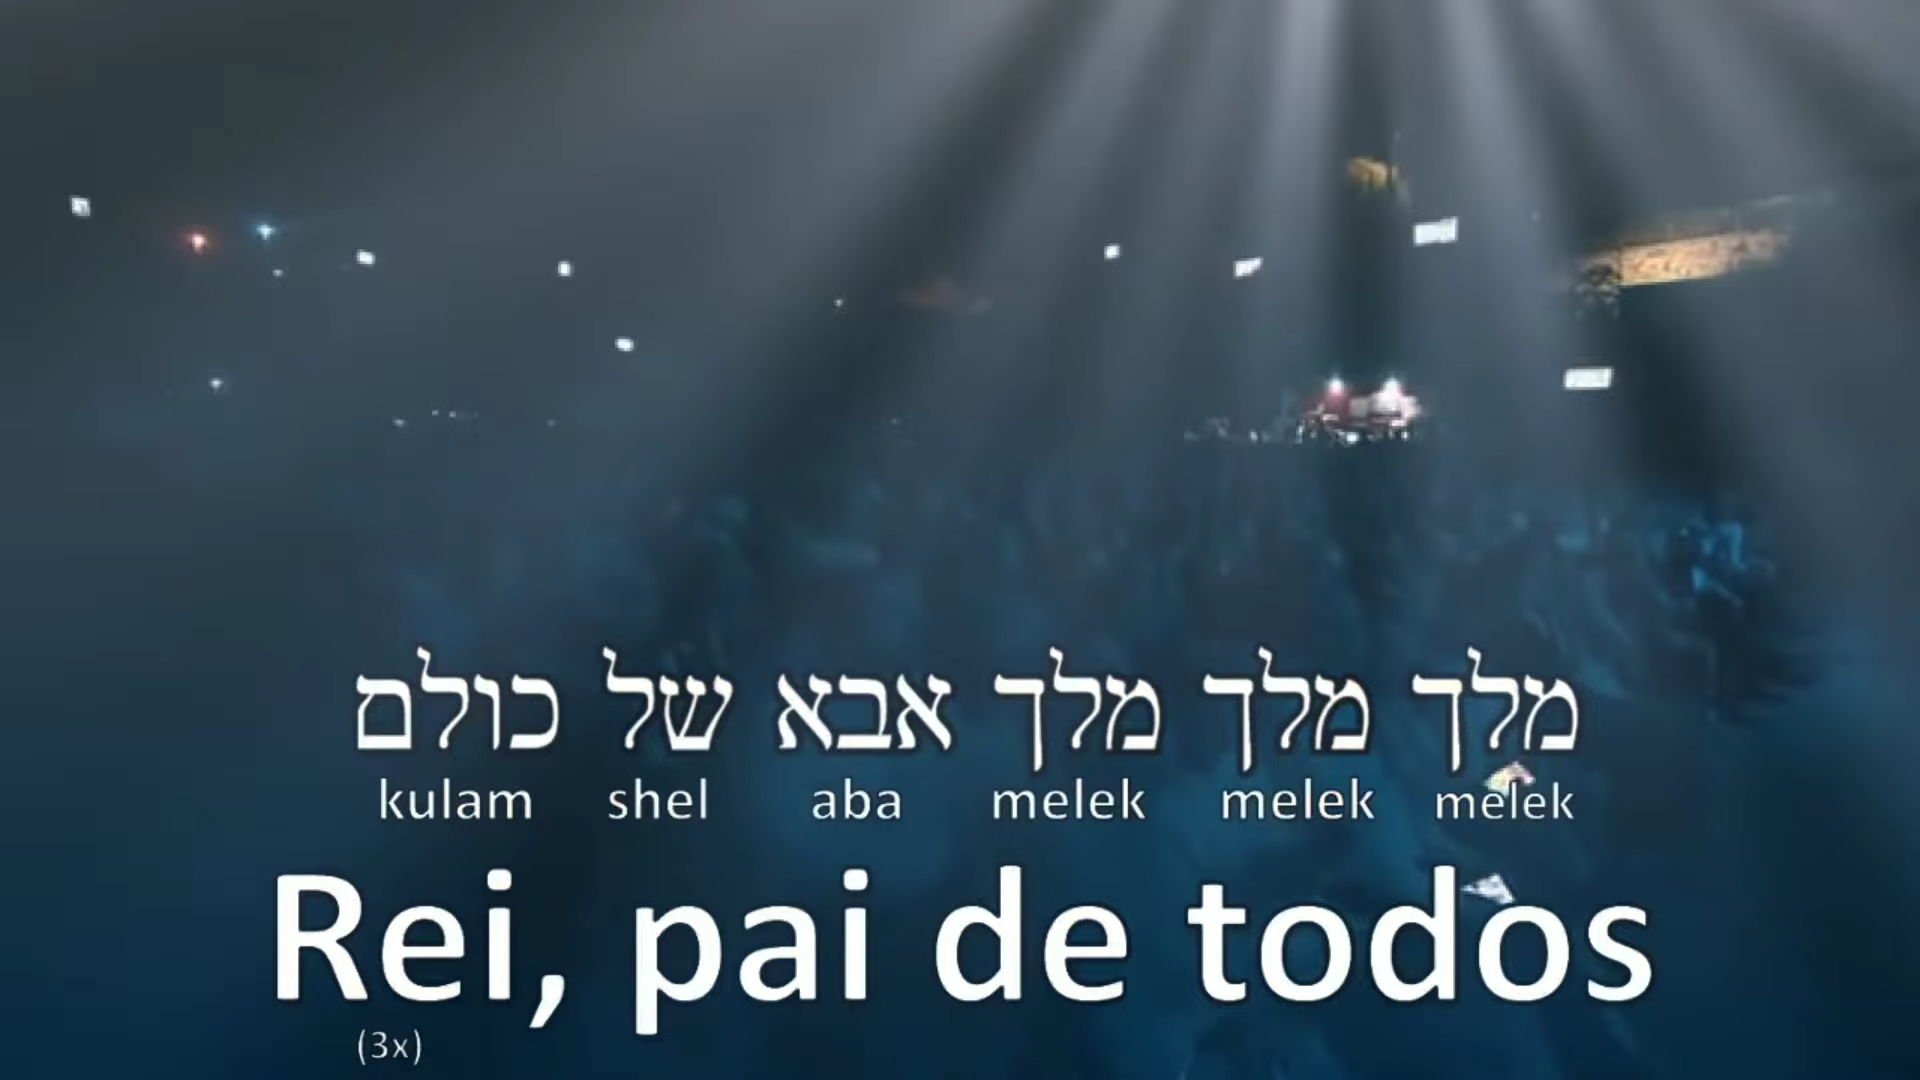 מלך מלך מלך אבא של כולם
kulam shel aba melek melek melek
Rei, pai de todos
(3x)